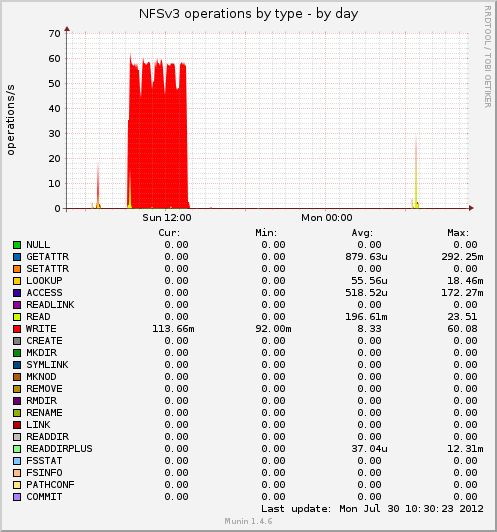 NFSv3 operations by type - by day
RRDTOOL / TOBI OETIKER
operations/s
70
60
50
40
30
20
10
0
Sun 12:00 Mon 00:00
Cur: Min: Avg: Max:
NULL 0.00 0.00 0.00 0.00
GETATTR 0.00 0.00 879.63u 292.25m
SETATTR 0.00 0.00 0.00 0.00
LOOKUP 0.00 0.00 55.56u 18.46m
ACCESS 0.00 0.00 518.52u 172.27m
READLINK 0.00 0.00 0.00 0.00
READ 0.00 0.00 196.61m 23.51
WRITE 113.66m 92.00m 8.33 60.08
CREATE 0.00 0.00 0.00 0.00
MKDIR 0.00 0.00 0.00 0.00
SYMLINK 0.00 0.00 0.00 0.00
MKNOD 0.00 0.00 0.00 0.00
REMOVE 0.00 0.00 0.00 0.00
RMDIR 0.00 0.00 0.00 0.00
RENAME 0.00 0.00 0.00 0.00
LINK 0.00 0.00 0.00 0.00
READDIR 0.00 0.00 0.00 0.00
READDIRPLUS 0.00 0.00 37.04u 12.31m
FSSTAT 0.00 0.00 0.00 0.00
FSINFO 0.00 0.00 0.00 0.00
PATHCONF 0.00 0.00 0.00 0.00
COMMIT 0.00 0.00 0.00 0.00
Last update: Mon Jul 30 10:30:23 2012
Munin 1.4.6